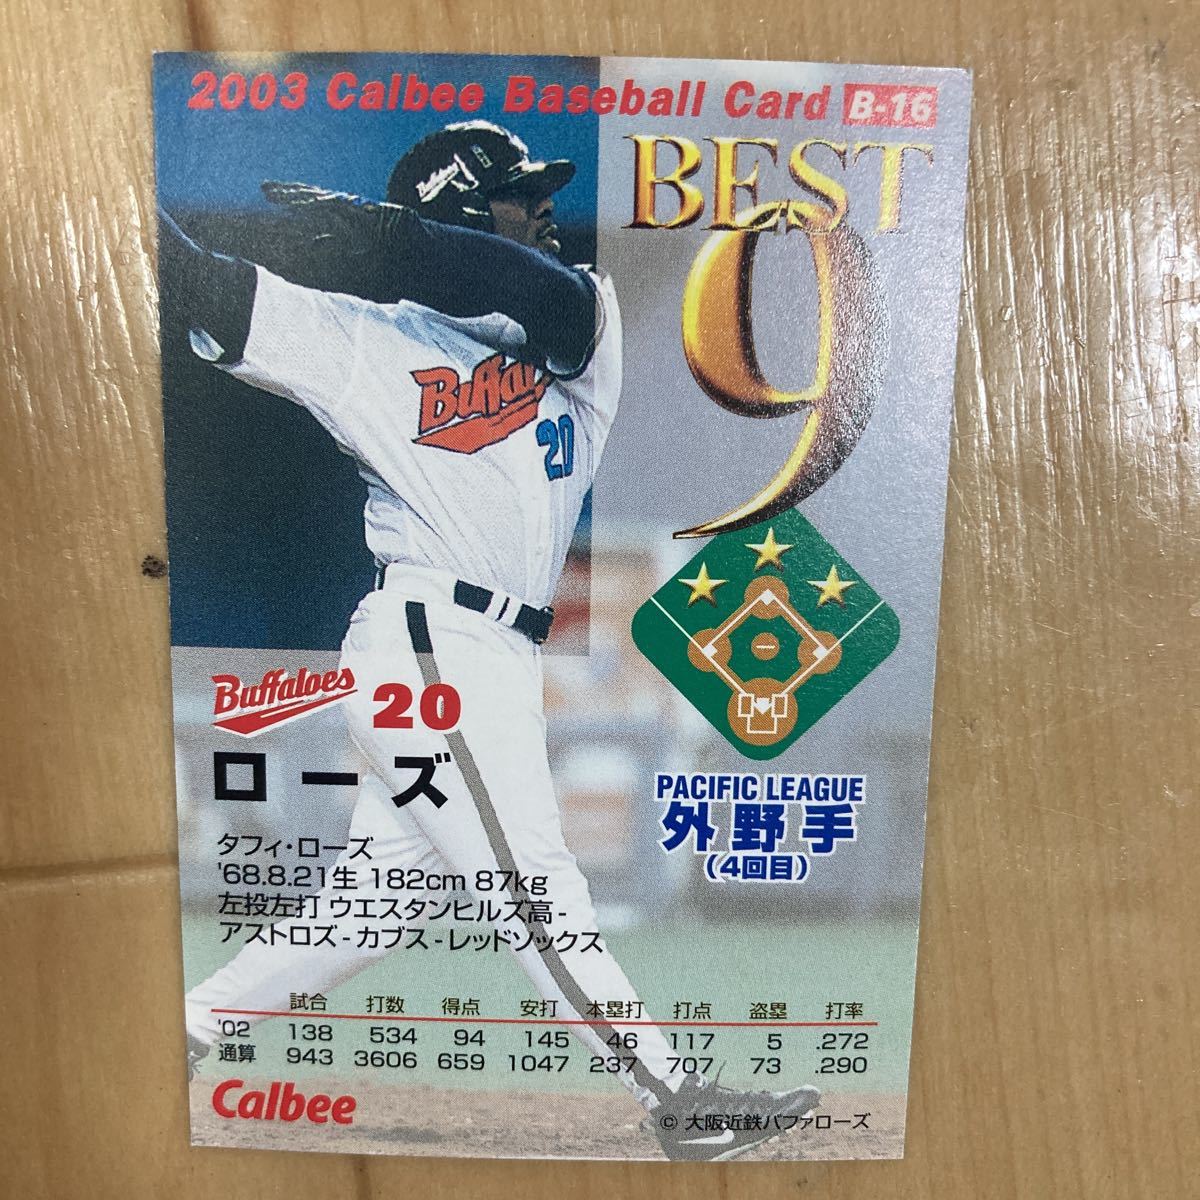 2003 Calbee Baseball Card B-16
BEST
9
Buffaloes
Buffal
20
Buffaloes 20
ローズ
PACIFIC LEAGUE
外野手
(4回目)
タフィ・ローズ
'68.8.21生 182cm 87kg
左投左打 ウエスタンヒルズ高-
アストロズ-カブス-レッドソックス
試合 打数 得点 安打 本塁打 打点 盗塁 打率
'02 138 534 94 145 46 117 5 .272
通算 943 3606 659 1047 237 707 73 .290
Calbee
© 大阪近鉄バファローズ